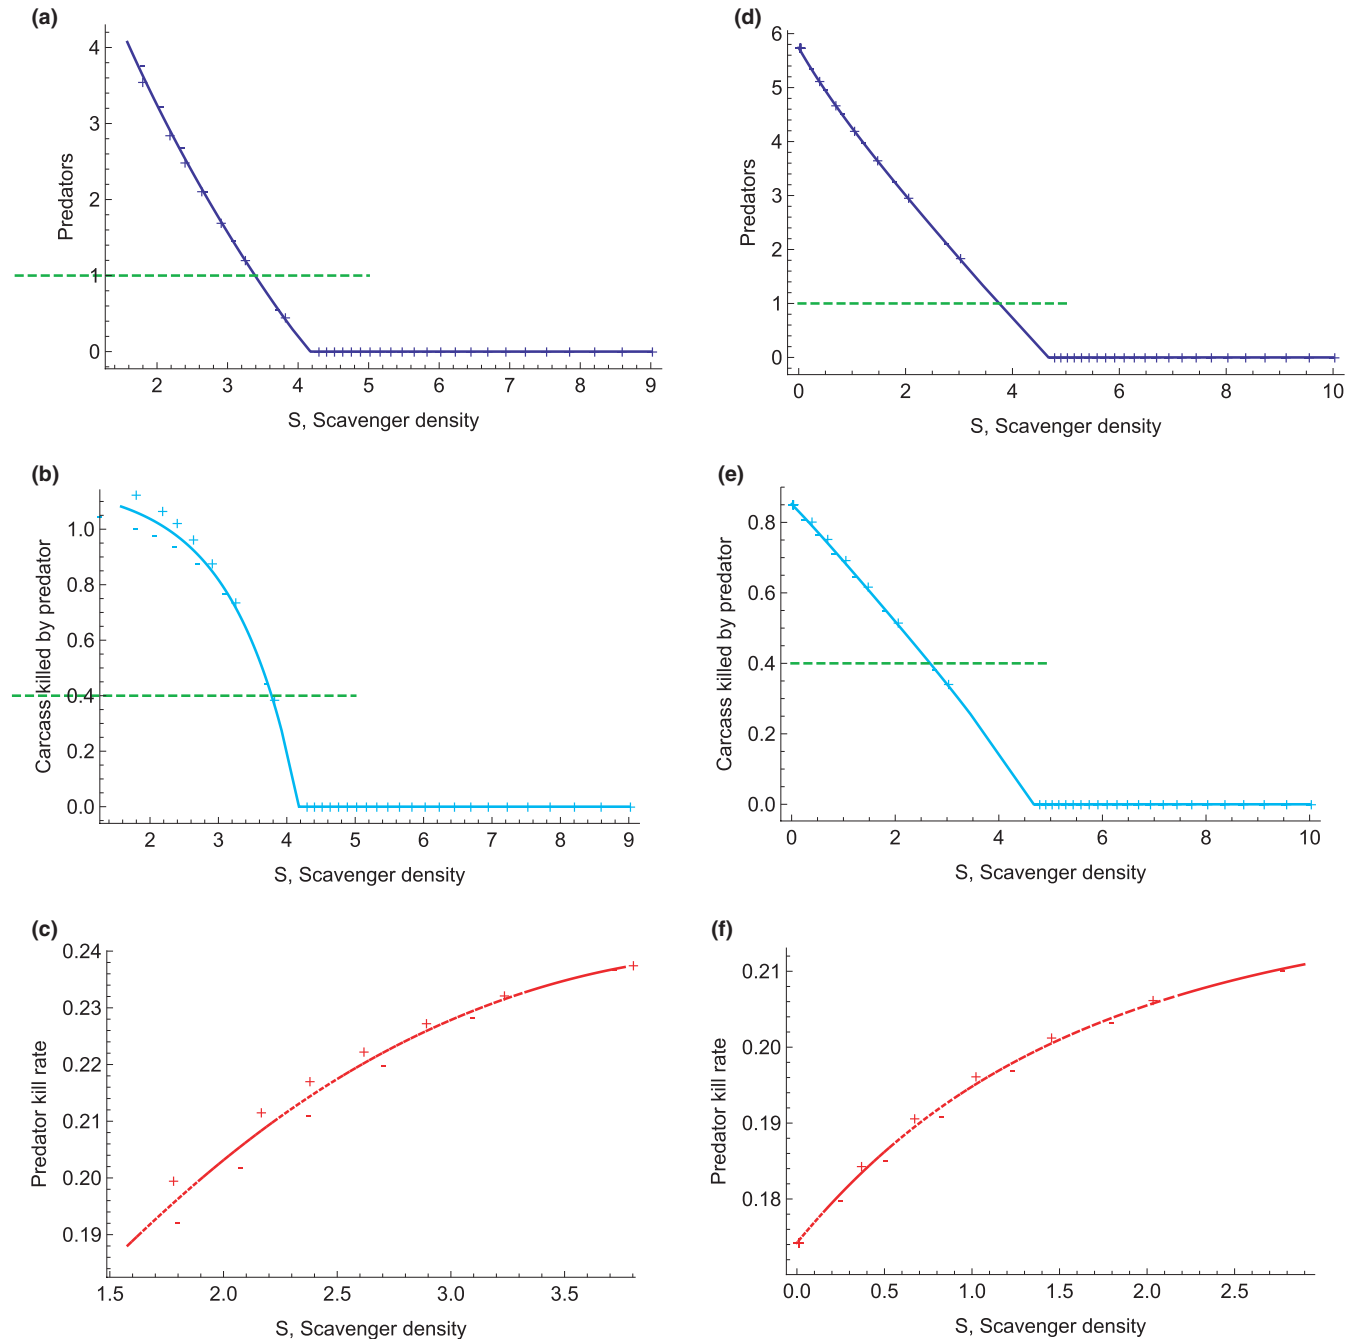 (a)
4
3
2
1
0
Predators
2 3 4 5 6 7 8 9
S, Scavenger density
(d)
6
5
4
3
2
1
0
Predators
0 2 4 6 8 10
S, Scavenger density
(b)
1.0
0.8
0.6
0.4
0.2
0.0
Carcass killed by predator
2 3 4 5 6 7 8 9
S, Scavenger density
(e)
0.8
0.6
0.4
0.2
0.0
Carcass killed by predator
0 2 4 6 8 10
S, Scavenger density
(c)
0.24
0.23
0.22
0.21
0.20
0.19
Predator kill rate
1.5 2.0 2.5 3.0 3.5
S, Scavenger density
(f)
0.21
0.20
0.19
0.18
Predator kill rate
0.0 0.5 1.0 1.5 2.0 2.5
S, Scavenger density